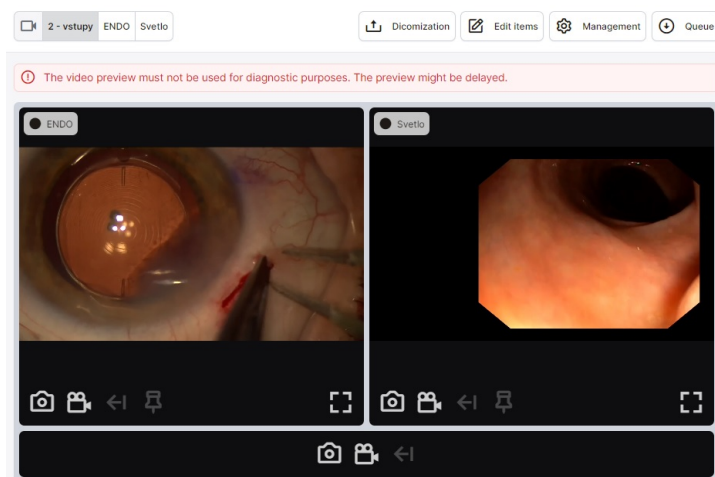 2 - vstupy ENDO Svetlo Dicomization Edit items Management Queue
The video preview must not be used for diagnostic purposes. The preview might be delayed.
ENDO Svetlo